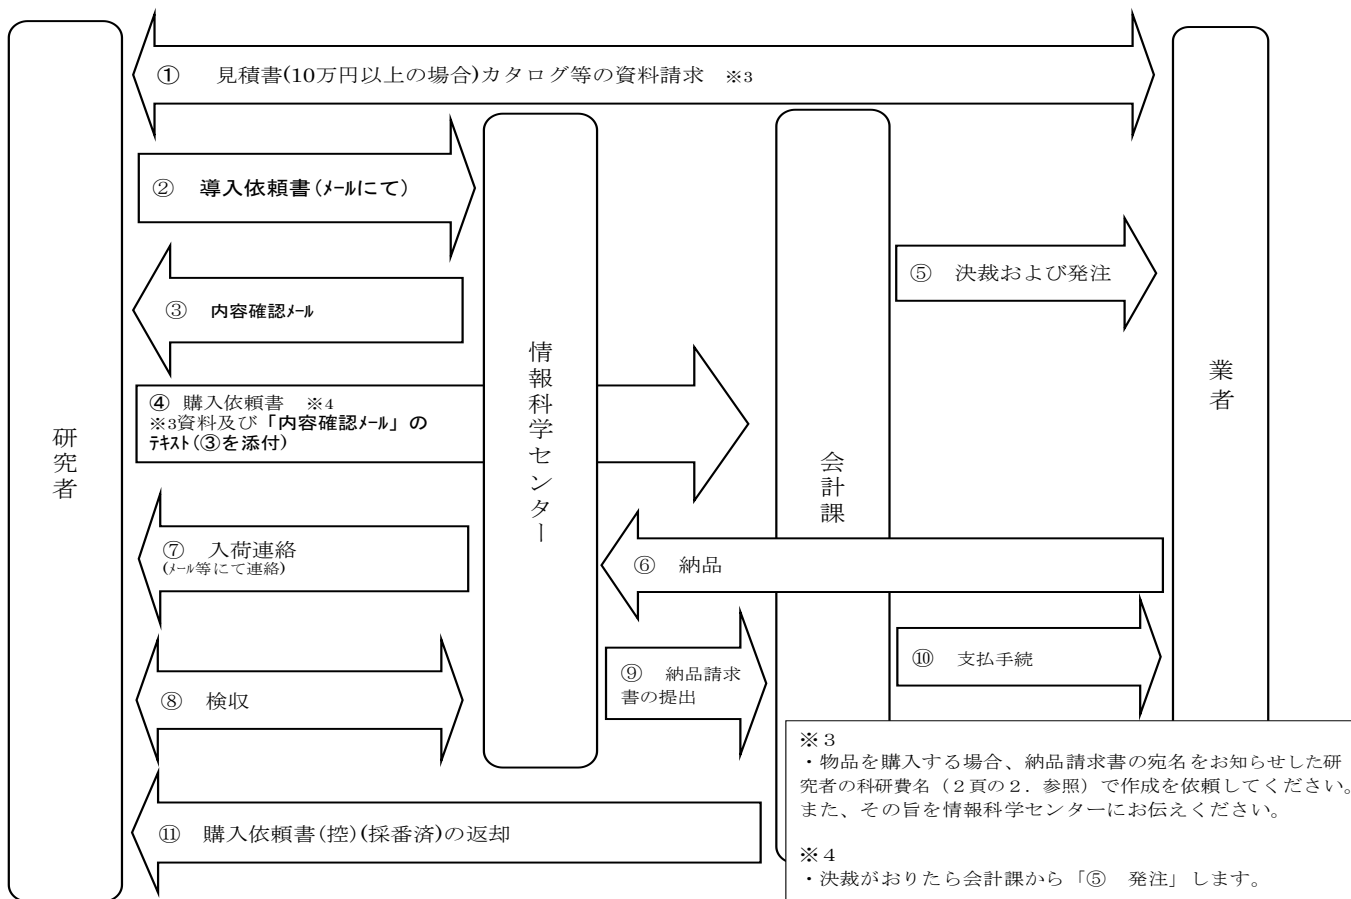 ① 見積書(10万円以上の場合)カタログ等の資料請求 ※3
② 導入依頼書(ﾒｰﾙにて)
③ 内容確認ﾒｰﾙ
⑤ 決裁および発注
④ 購入依頼書 ※4
※3資料及び「内容確認ﾒｰﾙ」の
ﾃｷｽﾄ(③を添付)
研究者
情報科学センター
会計課
業者
⑦ 入荷連絡
(ﾒｰﾙ等にて連絡)
⑥ 納品
⑧ 検収
⑨ 納品請求
書の提出
⑩ 支払手続
⑪ 購入依頼書(控)(採番済)の返却
※3
・物品を購入する場合、納品請求書の宛名をお知らせした研
究者の科研費名（2頁の2．参照）で作成を依頼してください。
また、その旨を情報科学センターにお伝えください。
※4
・決裁がおりたら会計課から「⑤ 発注」します。